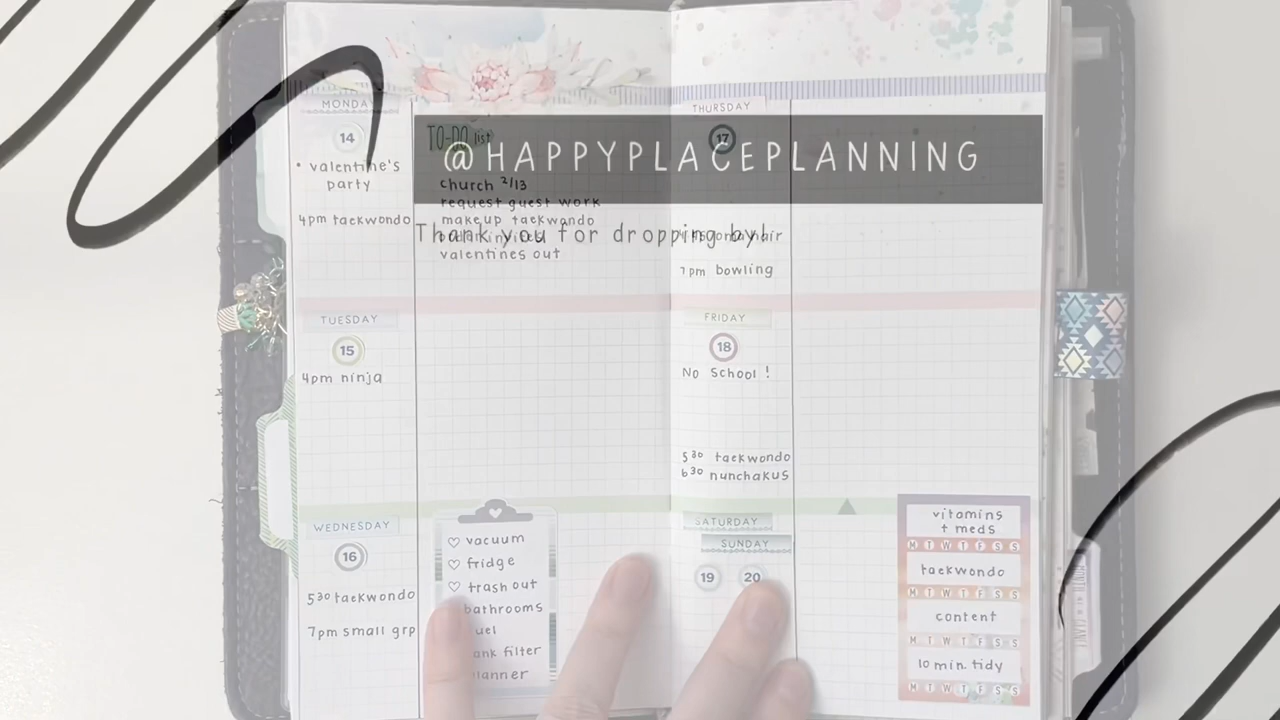 MONDAY
14
* valentine's
party
4pm taekwondo
TO-DO list
@HAPPYPLACEPLANNING
church 2/13
request guest work
makeup taekwondo
valentines out
Thank you for dropping by!
THURSDAY
17
hair
7pm bowling
TUESDAY
15
4pm ninja
FRIDAY
18
No School !
5³⁰ taekwondo
6³⁰ nunchakus
WEDNESDAY
16
5³⁰ taekwondo
7pm small grp
vacuum
fridge
trash out
bathrooms
filter
SATURDAY
SUNDAY
19
20
vitamins
+ meds
M T W T F S S
taekwondo
M T W T F S S
content
M T W T F S S
10 min tidy
M T W T F S S